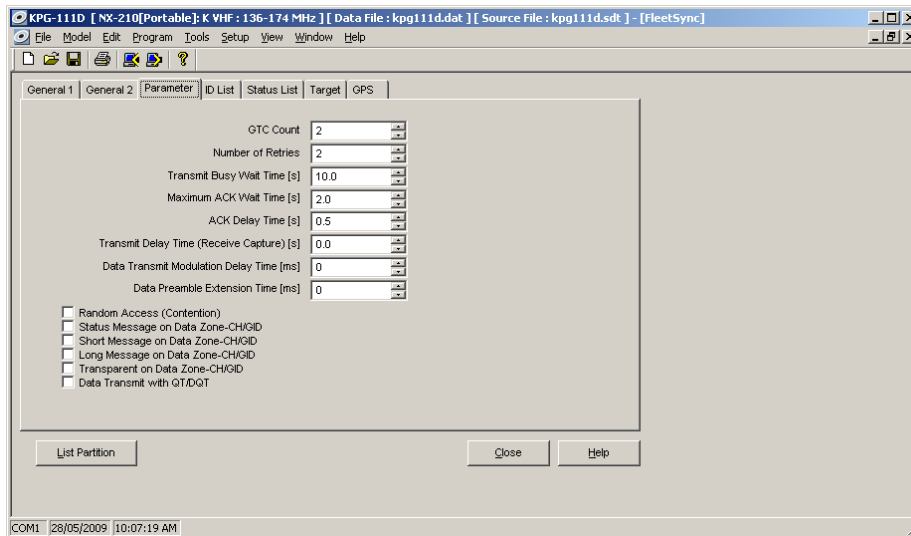 KPG-111D [ NX-210[Portable]: K VHF : 136-174 MHz ] [ Data File : kpg111d.dat ] [ Source File : kpg111d.sdt ] - [FleetSync]
File Model Edit Program Tools Setup View Window Help
General 1 General 2 Parameter ID List Status List Target GPS
GTC Count 2
Number of Retries 2
Transmit Busy Wait Time [s] 10.0
Maximum ACK Wait Time [s] 2.0
ACK Delay Time [s] 0.5
Transmit Delay Time (Receive Capture) [s] 0.0
Data Transmit Modulation Delay Time [ms] 0
Data Preamble Extension Time [ms] 0
Random Access (Contention)
Status Message on Data Zone-CH/GID
Short Message on Data Zone-CH/GID
Long Message on Data Zone-CH/GID
Transparent on Data Zone-CH/GID
Data Transmit with QT/DQT
List Partition Close Help
COM1 28/05/2009 10:07:19 AM